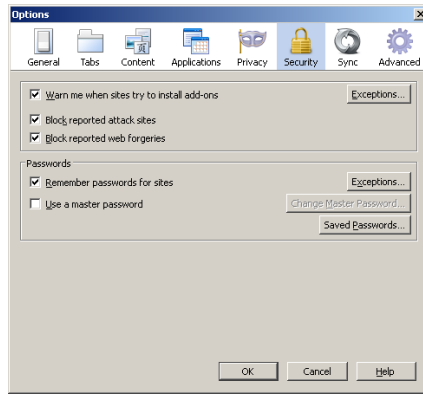 Options
General Tabs Content Applications Privacy Security Sync Advanced
Warn me when sites try to install add-ons Exceptions...
Block reported attack sites
Block reported web forgeries
Passwords
Remember passwords for sites Exceptions...
Use a master password Change Master Password...
Saved Passwords...
OK Cancel Help